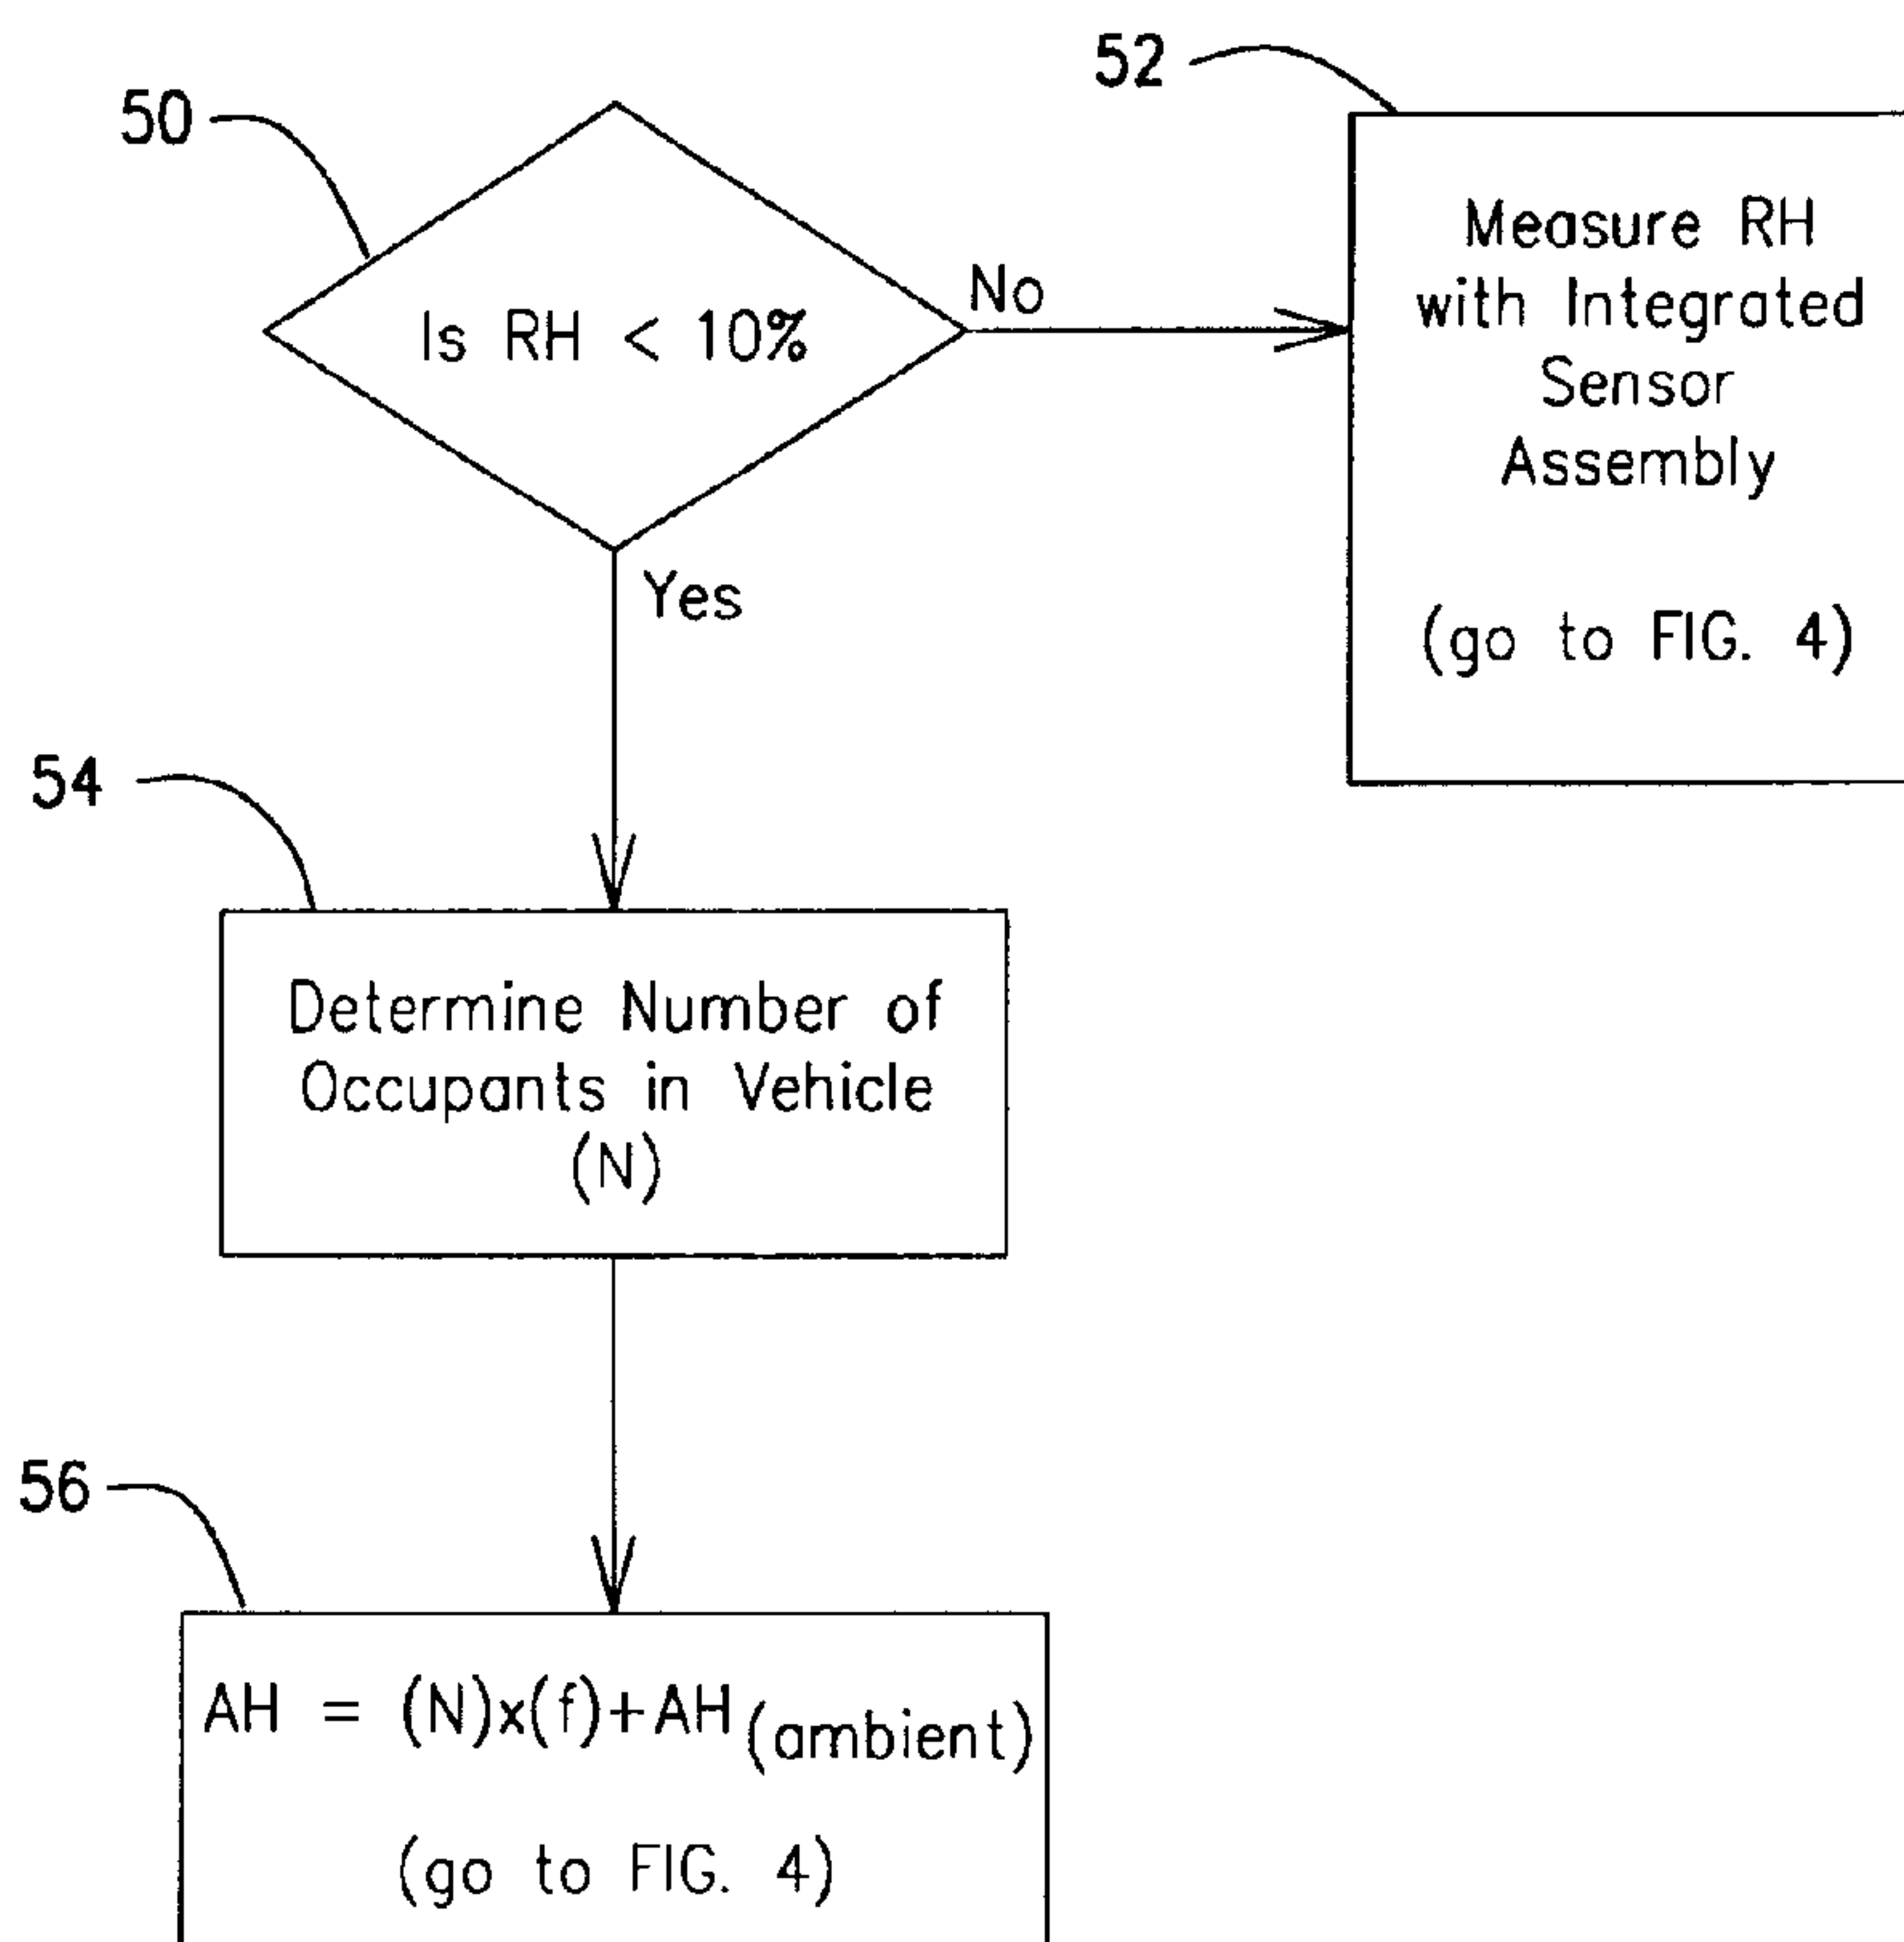 50
52
Is RH < 10%
No
Yes
Measure RH
with Integrated
Sensor
Assembly
(go to FIG. 4)
54
Determine Number of
Occupants in Vehicle
(N)
56
AH = (N)x(f)+AH(ambient)
(go to FIG. 4)